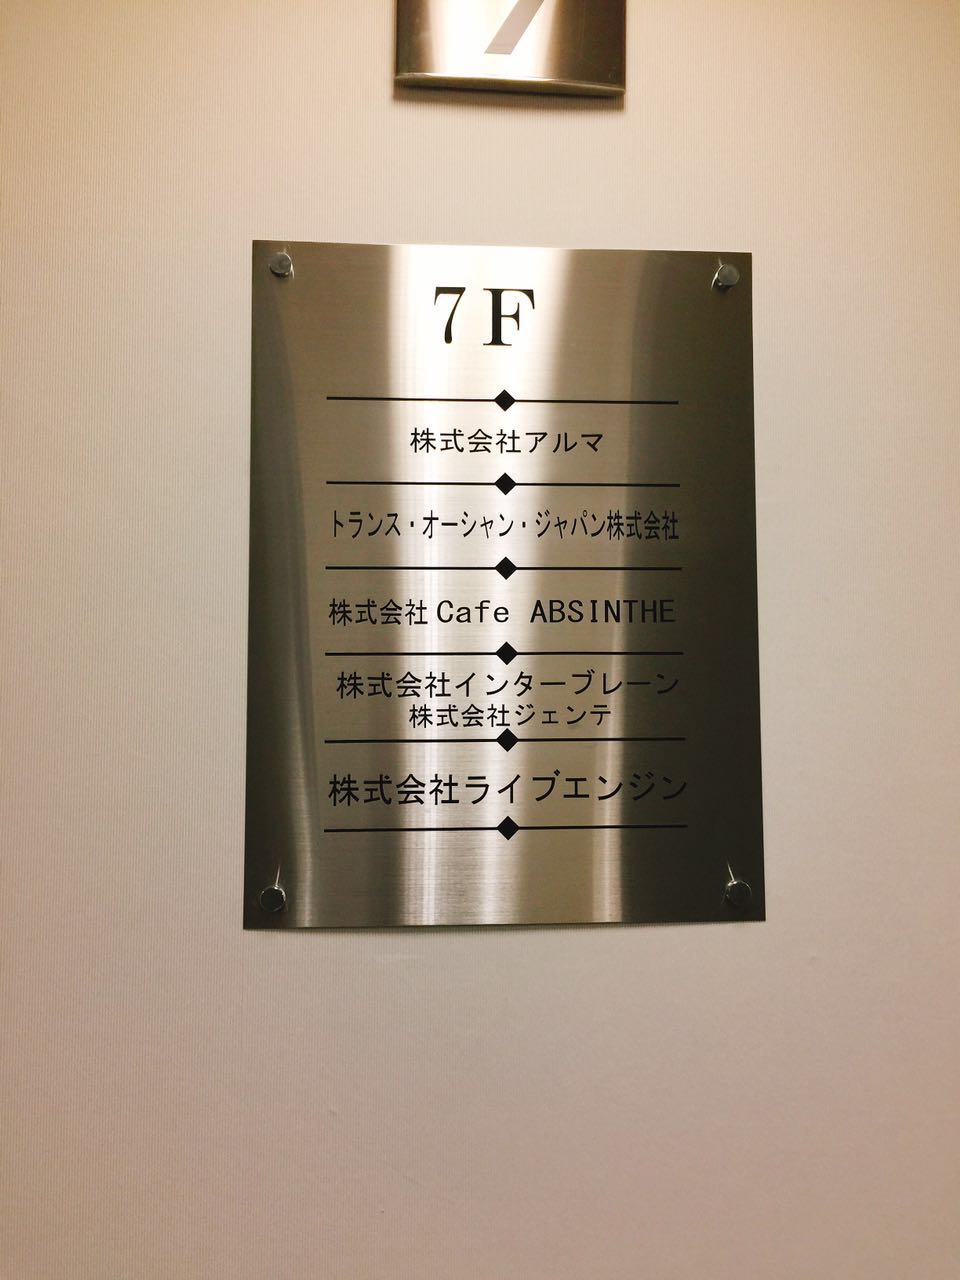 7
7F
株式会社アルマ
トランス・オーシャン・ジャパン株式会社
株式会社Cafe ABSINTHE
株式会社インターブレーン
株式会社ジェンテ
株式会社ライブエンジン